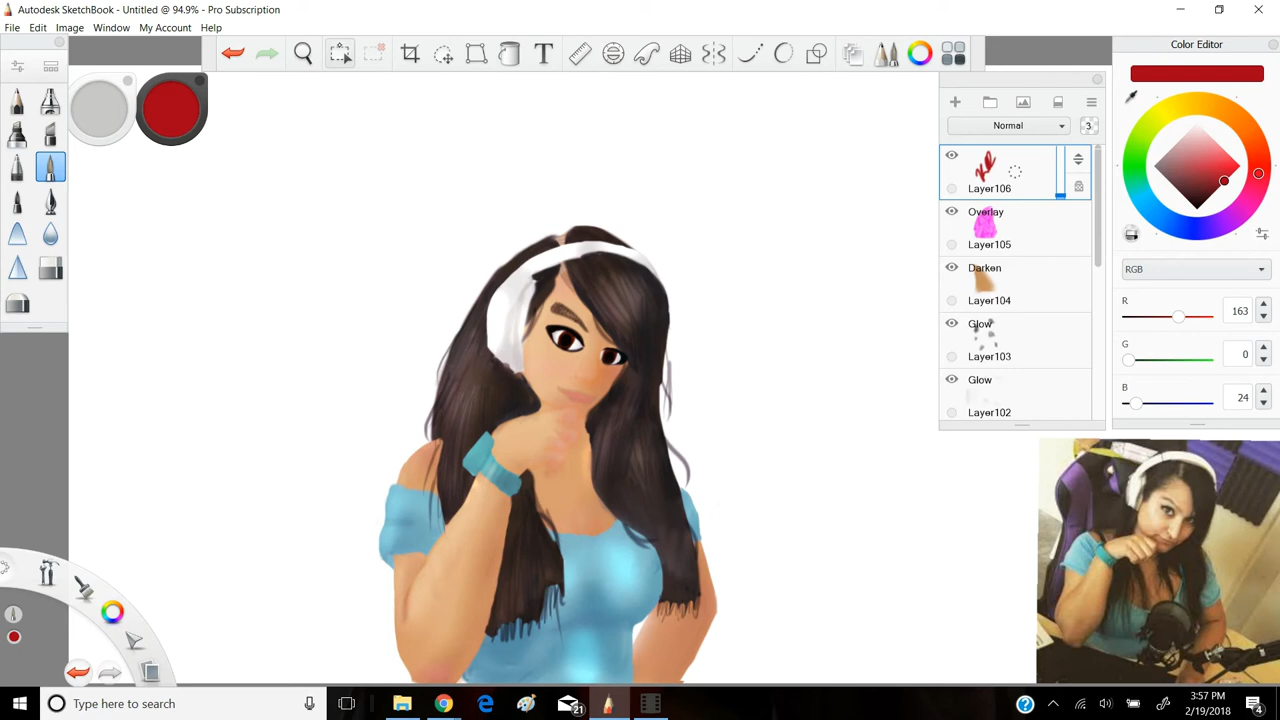 Autodesk SketchBook - Untitled @ 94.9% - Pro Subscription
File Edit Image Window My Account Help
T
Color Editor
Normal
3
Layer106
Overlay
Layer105
Darken
Layer104
Glow
Layer103
Glow
Layer102
RGB
R
163
G
0
B
24
Type here to search
21
3:57 PM
2/19/2018
4